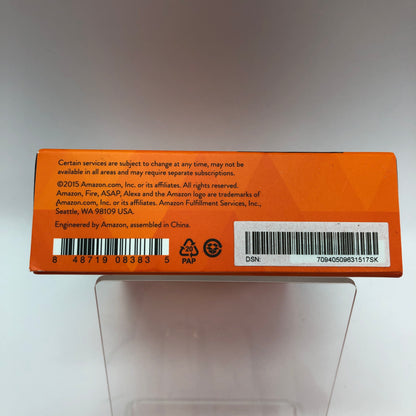 Certain services are subject to change at any time, may not be
available in all areas and may require separate subscriptions.
©2015 Amazon.com, Inc. or its affiliates. All rights reserved.
Amazon, Fire, ASAP, Alexa and the Amazon logo are trademarks of
Amazon.com, Inc. or its affiliates. Amazon Fulfillment Services, Inc.,
Seattle, WA 98109 USA.
Engineered by Amazon, assembled in China.
8 48719 08383 5
20
PAP
DSN: 70940509631517SK